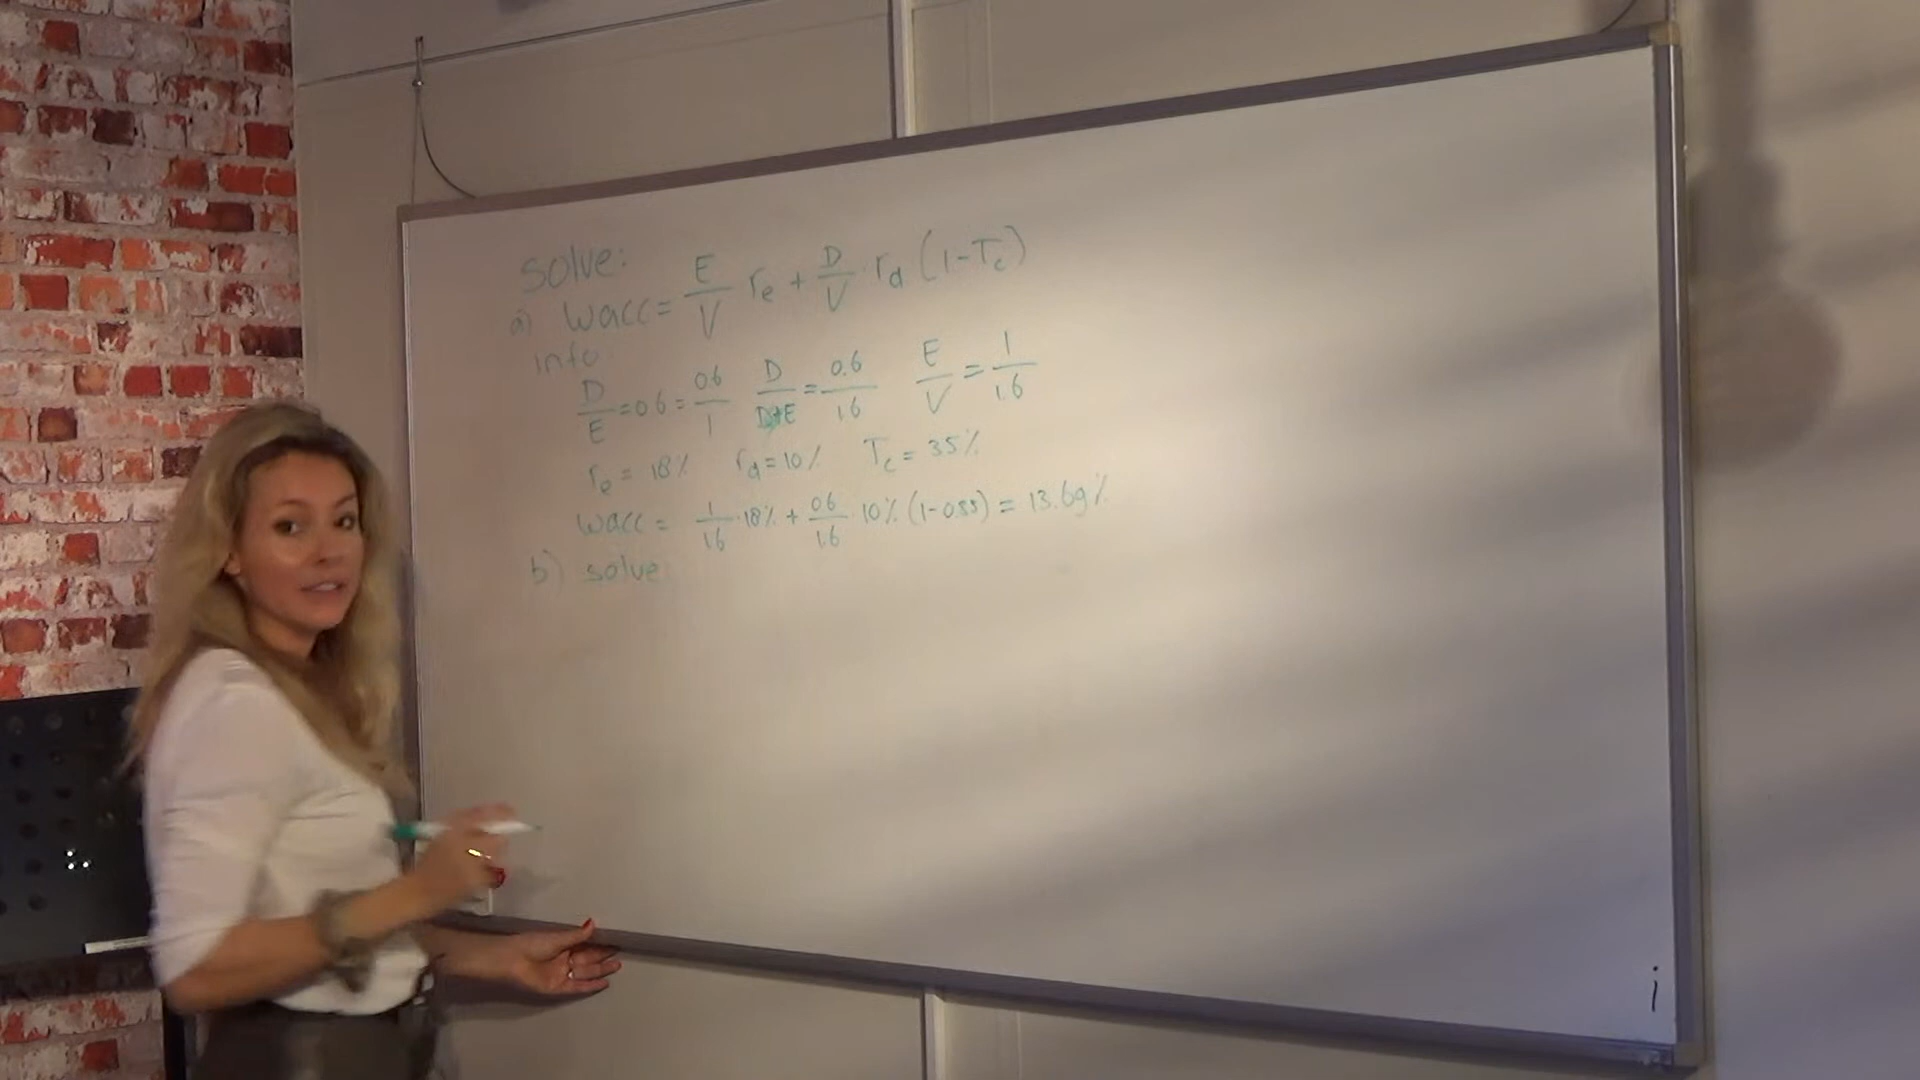 solve:
a) wacc = E/V re + D/V · rd (1-Tc)
info
D/E = 0.6 = 0.6/1 D/D+E = 0.6/1.6 E/V = 1/1.6
re = 18% rd = 10% Tc = 35%
wacc = 1/1.6 · 18% + 0.6/1.6 · 10% (1-0.35) = 13.69%
b) solve
i